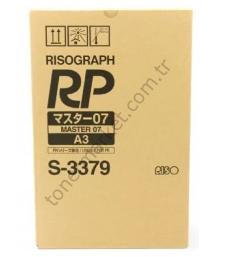 RISOGRAPH
RP
マスター07
MASTER 07
A3
S-3379
RISO